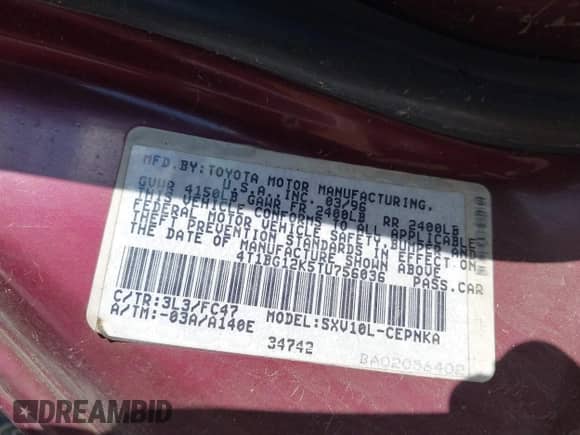 MFD.BY:TOYOTA MOTOR MANUFACTURING,
U.S.A., INC. 03/96
GVWR 4150LB GAWR FR 2400LB RR 2400LB
THIS VEHICLE CONFORMS TO ALL APPLICABLE
FEDERAL MOTOR VEHICLE SAFETY, BUMPER, AND
THEFT PREVENTION STANDARDS IN EFFECT ON
THE DATE OF MANUFACTURE SHOWN ABOVE.
4T1BG12K5TU756036 PASS.CAR
C/TR:3L3/FC47 MODEL:SXV10L-CEPNKA
A/TM:-03A/A140E
34742
BA02056402
DREAMBID